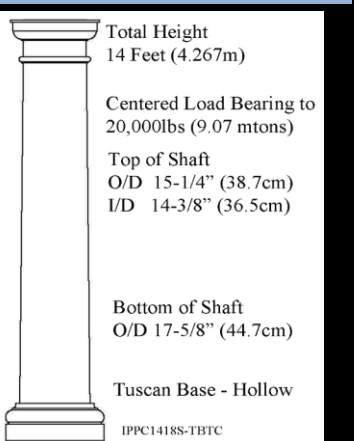 Total Height
14 Feet (4.267m)
Centered Load Bearing to
20,000lbs (9.07 mtons)
Top of Shaft
O/D 15-1/4” (38.7cm)
I/D 14-3/8” (36.5cm)
Bottom of Shaft
O/D 17-5/8” (44.7cm)
Tuscan Base - Hollow
IPPC1418S-TBTC